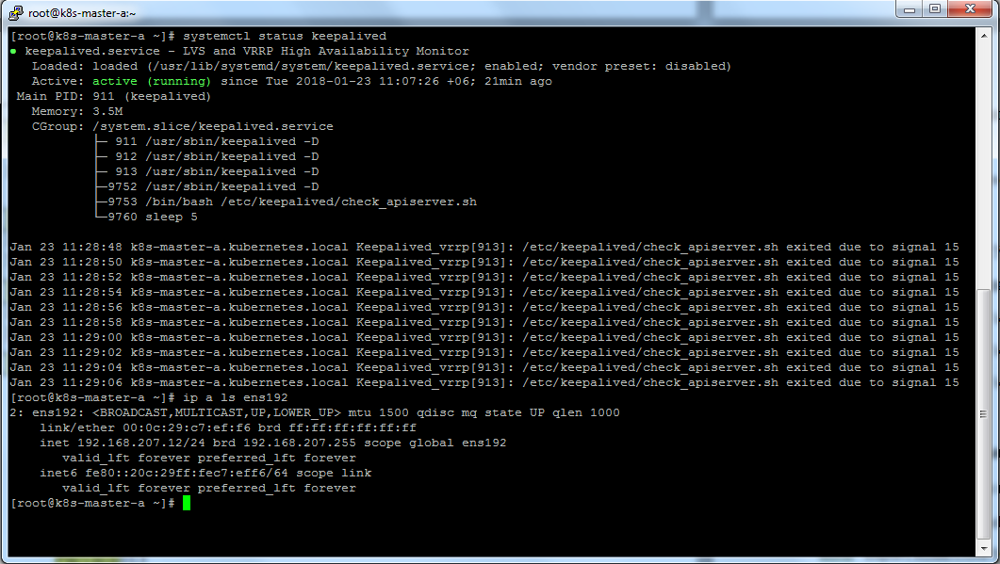 root@k8s-master-a:~
[root@k8s-master-a ~]# systemctl status keepalived
● keepalived.service - LVS and VRRP High Availability Monitor
   Loaded: loaded (/usr/lib/systemd/system/keepalived.service; enabled; vendor preset: disabled)
   Active: active (running) since Tue 2018-01-23 11:07:26 +06; 21min ago
 Main PID: 911 (keepalived)
   Memory: 3.5M
   CGroup: /system.slice/keepalived.service
           ├─ 911 /usr/sbin/keepalived -D
           ├─ 912 /usr/sbin/keepalived -D
           ├─ 913 /usr/sbin/keepalived -D
           ├─9752 /usr/sbin/keepalived -D
           ├─9753 /bin/bash /etc/keepalived/check_apiserver.sh
           └─9760 sleep 5
Jan 23 11:28:48 k8s-master-a.kubernetes.local Keepalived_vrrp[913]: /etc/keepalived/check_apiserver.sh exited due to signal 15
Jan 23 11:28:50 k8s-master-a.kubernetes.local Keepalived_vrrp[913]: /etc/keepalived/check_apiserver.sh exited due to signal 15
Jan 23 11:28:52 k8s-master-a.kubernetes.local Keepalived_vrrp[913]: /etc/keepalived/check_apiserver.sh exited due to signal 15
Jan 23 11:28:54 k8s-master-a.kubernetes.local Keepalived_vrrp[913]: /etc/keepalived/check_apiserver.sh exited due to signal 15
Jan 23 11:28:56 k8s-master-a.kubernetes.local Keepalived_vrrp[913]: /etc/keepalived/check_apiserver.sh exited due to signal 15
Jan 23 11:28:58 k8s-master-a.kubernetes.local Keepalived_vrrp[913]: /etc/keepalived/check_apiserver.sh exited due to signal 15
Jan 23 11:29:00 k8s-master-a.kubernetes.local Keepalived_vrrp[913]: /etc/keepalived/check_apiserver.sh exited due to signal 15
Jan 23 11:29:02 k8s-master-a.kubernetes.local Keepalived_vrrp[913]: /etc/keepalived/check_apiserver.sh exited due to signal 15
Jan 23 11:29:04 k8s-master-a.kubernetes.local Keepalived_vrrp[913]: /etc/keepalived/check_apiserver.sh exited due to signal 15
Jan 23 11:29:06 k8s-master-a.kubernetes.local Keepalived_vrrp[913]: /etc/keepalived/check_apiserver.sh exited due to signal 15
[root@k8s-master-a ~]# ip a ls ens192
2: ens192: <BROADCAST,MULTICAST,UP,LOWER_UP> mtu 1500 qdisc mq state UP qlen 1000
    link/ether 00:0c:29:c7:ef:f6 brd ff:ff:ff:ff:ff:ff
    inet 192.168.207.12/24 brd 192.168.207.255 scope global ens192
       valid_lft forever preferred_lft forever
    inet6 fe80::20c:29ff:fec7:eff6/64 scope link
       valid_lft forever preferred_lft forever
[root@k8s-master-a ~]#